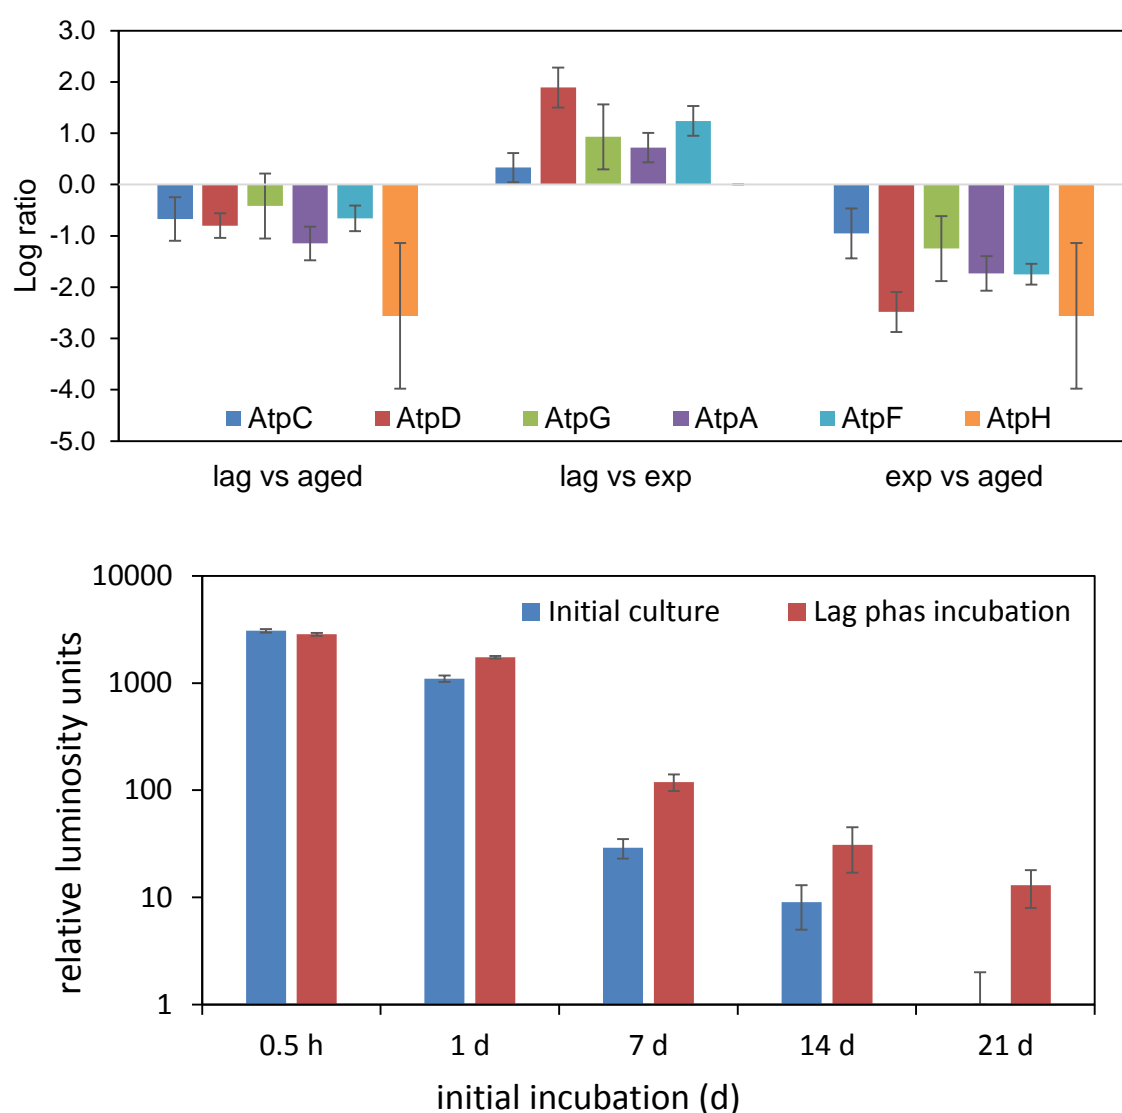 3.0
2.0
1.0
0.0
-1.0
-2.0
-3.0
-4.0
-5.0
Log ratio
AtpC AtpD AtpG AtpA AtpF AtpH
lag vs aged lag vs exp exp vs aged
10000
1000
100
10
1
relative luminosity units
Initial culture Lag phas incubation
0.5 h 1 d 7 d 14 d 21 d
initial incubation (d)